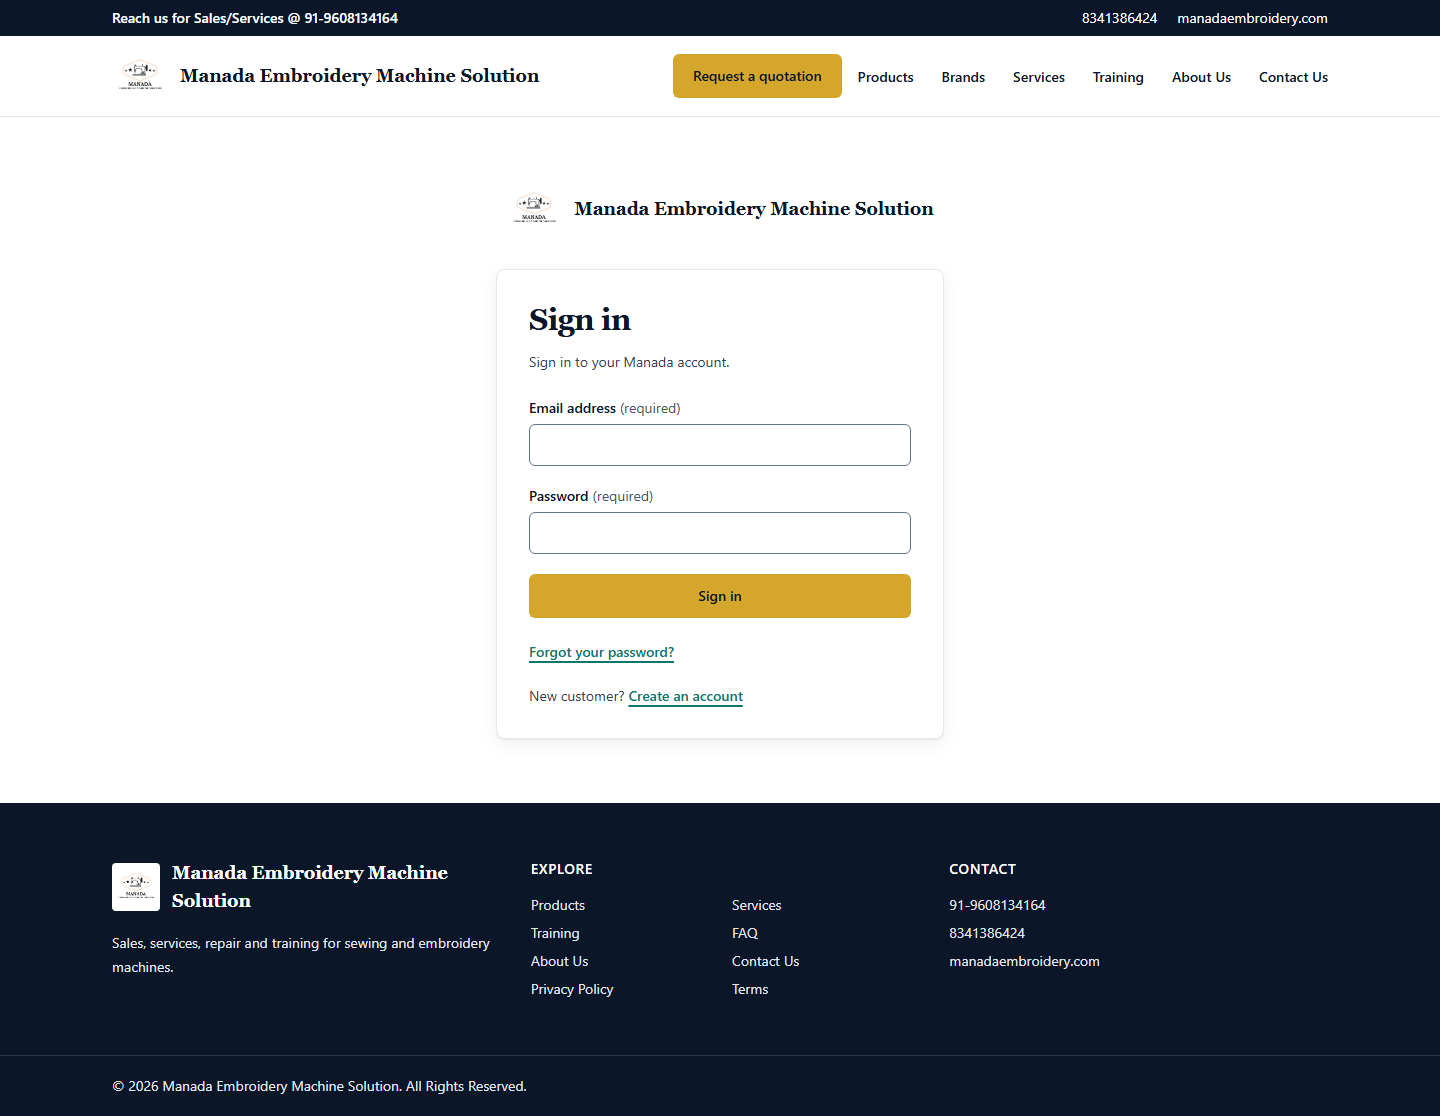 Reach us for Sales/Services @ 91-9608134164
8341386424
manadaembroidery.com
MANADA
Manada Embroidery Machine Solution
Request a quotation
Products
Brands
Services
Training
About Us
Contact Us
MANADA
Manada Embroidery Machine Solution
Sign in
Sign in to your Manada account.
Email address (required)
Password (required)
Sign in
Forgot your password?
New customer? Create an account
MANADA
Manada Embroidery Machine
Solution
Sales, services, repair and training for sewing and embroidery
machines.
EXPLORE
Products
Services
Training
FAQ
About Us
Contact Us
Privacy Policy
Terms
CONTACT
91-9608134164
8341386424
manadaembroidery.com
© 2026 Manada Embroidery Machine Solution. All Rights Reserved.